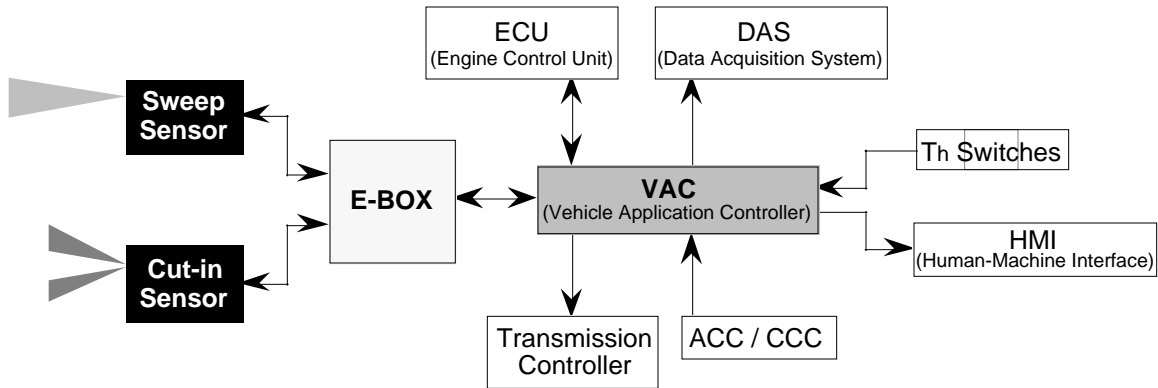 ECU
(Engine Control Unit)
DAS
(Data Acquisition System)
Sweep
Sensor
Th Switches
E-BOX
VAC
(Vehicle Application Controller)
HMI
(Human-Machine Interface)
Cut-in
Sensor
Transmission
Controller
ACC / CCC